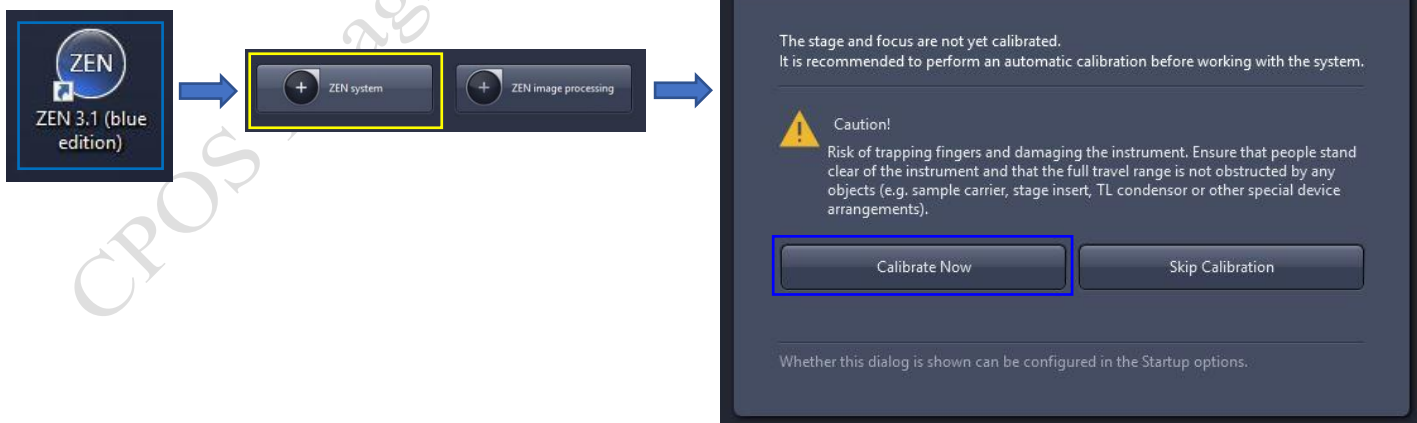 ZEN
ZEN 3.1 (blue
edition)
ZEN system
ZEN image processing
The stage and focus are not yet calibrated.
It is recommended to perform an automatic calibration before working with the system.
Caution!
Risk of trapping fingers and damaging the instrument. Ensure that people stand
clear of the instrument and that the full travel range is not obstructed by any
objects (e.g. sample carrier, stage insert, TL condensor or other special device
arrangements).
Calibrate Now
Skip Calibration
Whether this dialog is shown can be configured in the Startup options.
CPOS